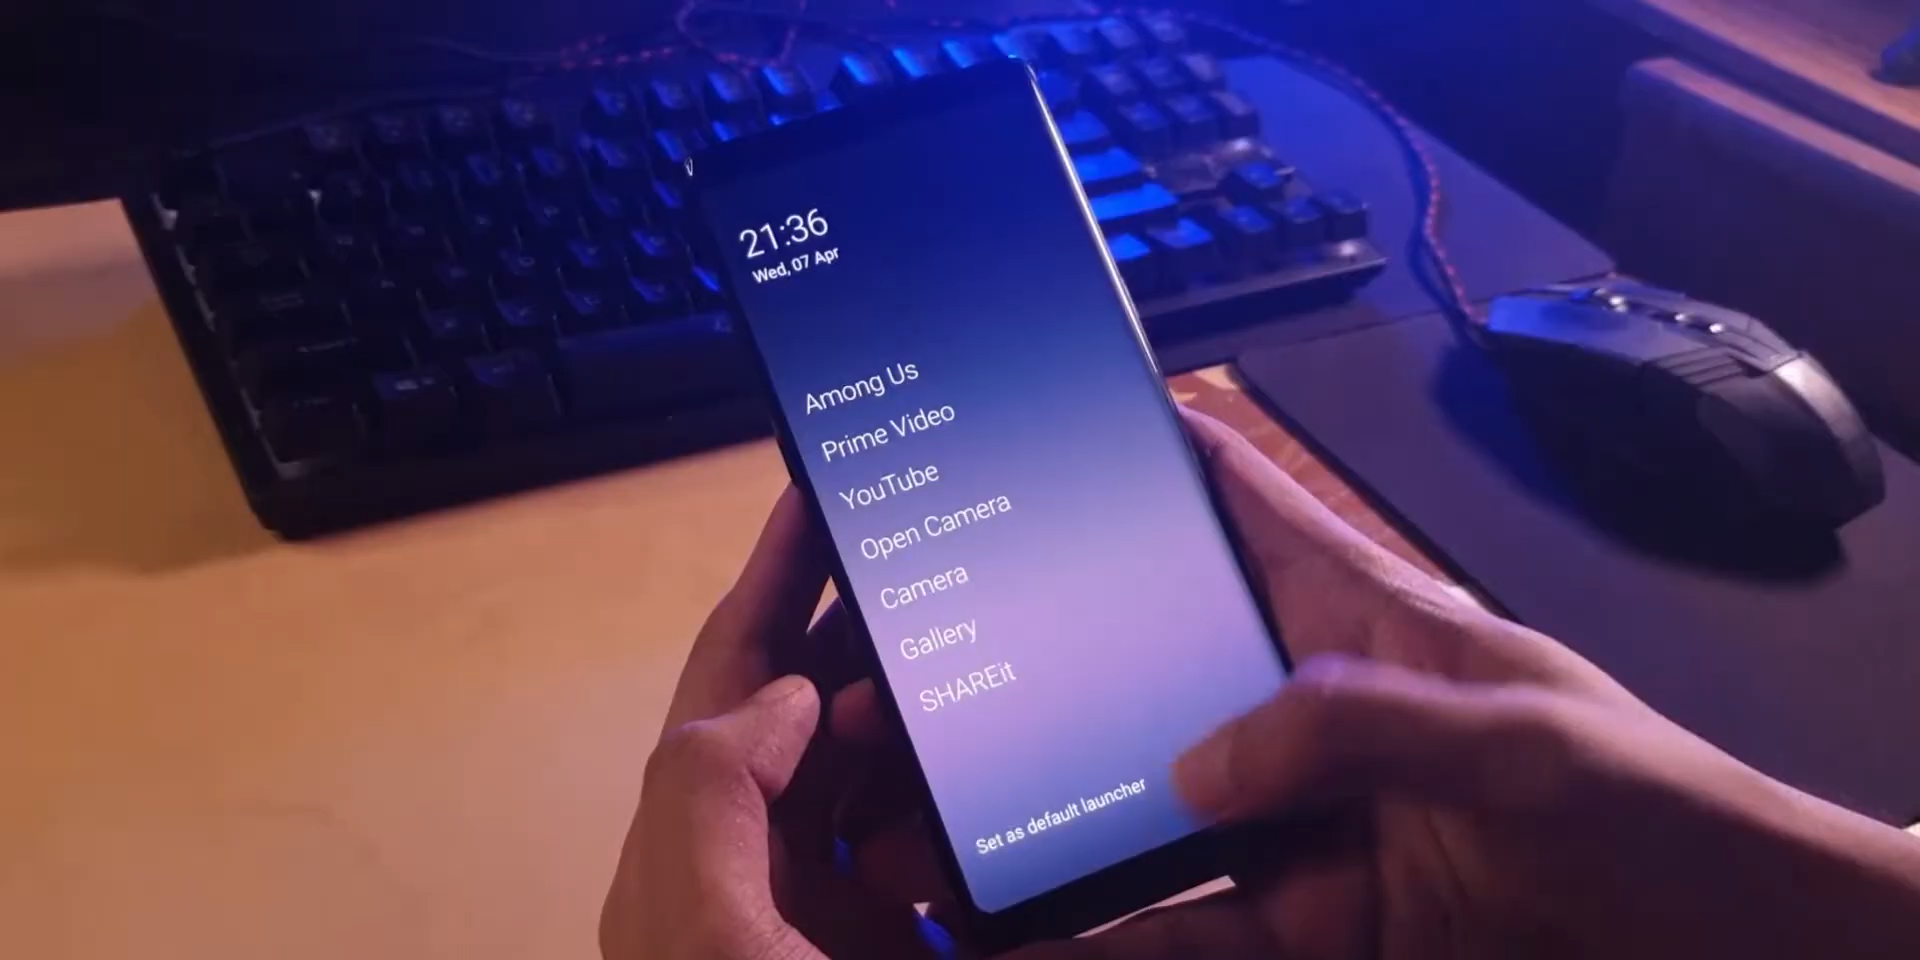 21:36
Wed, 07 Apr
Among Us
Prime Video
YouTube
Open Camera
Camera
Gallery
SHAREit
Set as default launcher